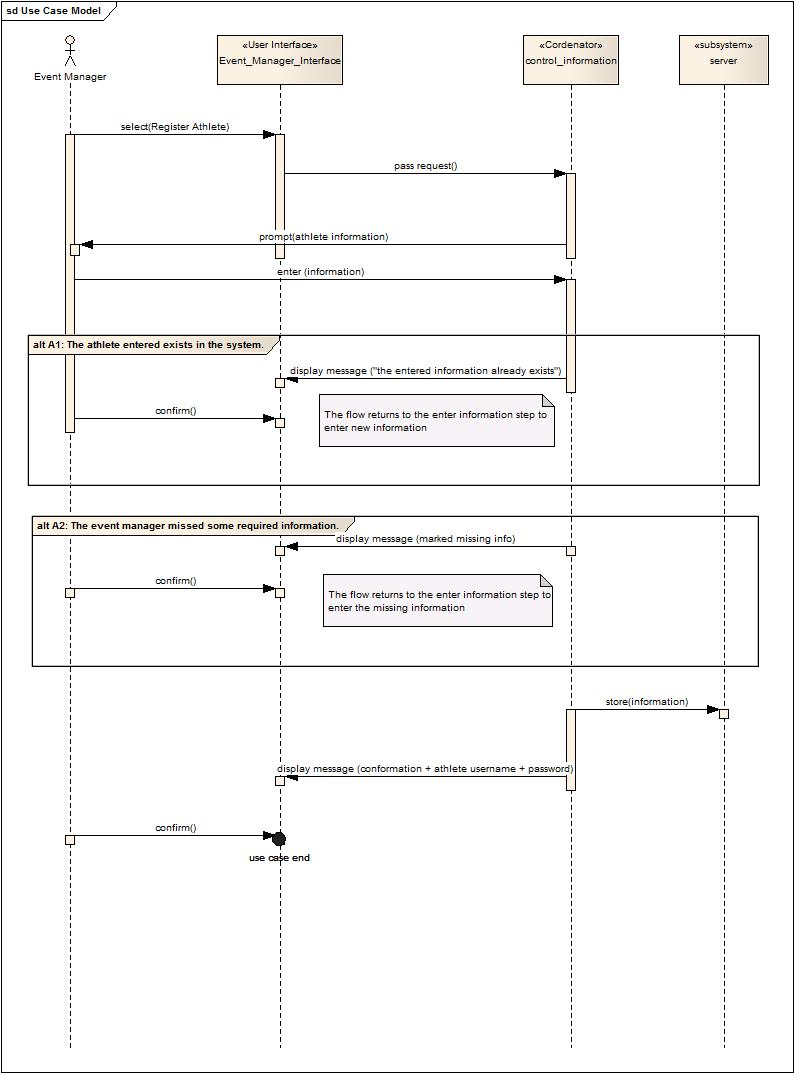 sd Use Case Model
Event Manager
«User Interface»
Event_Manager_Interface
«Cordenator»
control_information
«subsystem»
server
select(Register Athlete)
pass request()
prompt(athlete information)
enter (information)
alt A1: The athlete entered exists in the system.
display message ("the entered information already exists")
confirm()
The flow returns to the enter information step to
enter new information
alt A2: The event manager missed some required information.
display message (marked missing info)
confirm()
The flow returns to the enter information step to
enter the missing information
store(information)
display message (conformation + athlete username + password)
confirm()
use case end